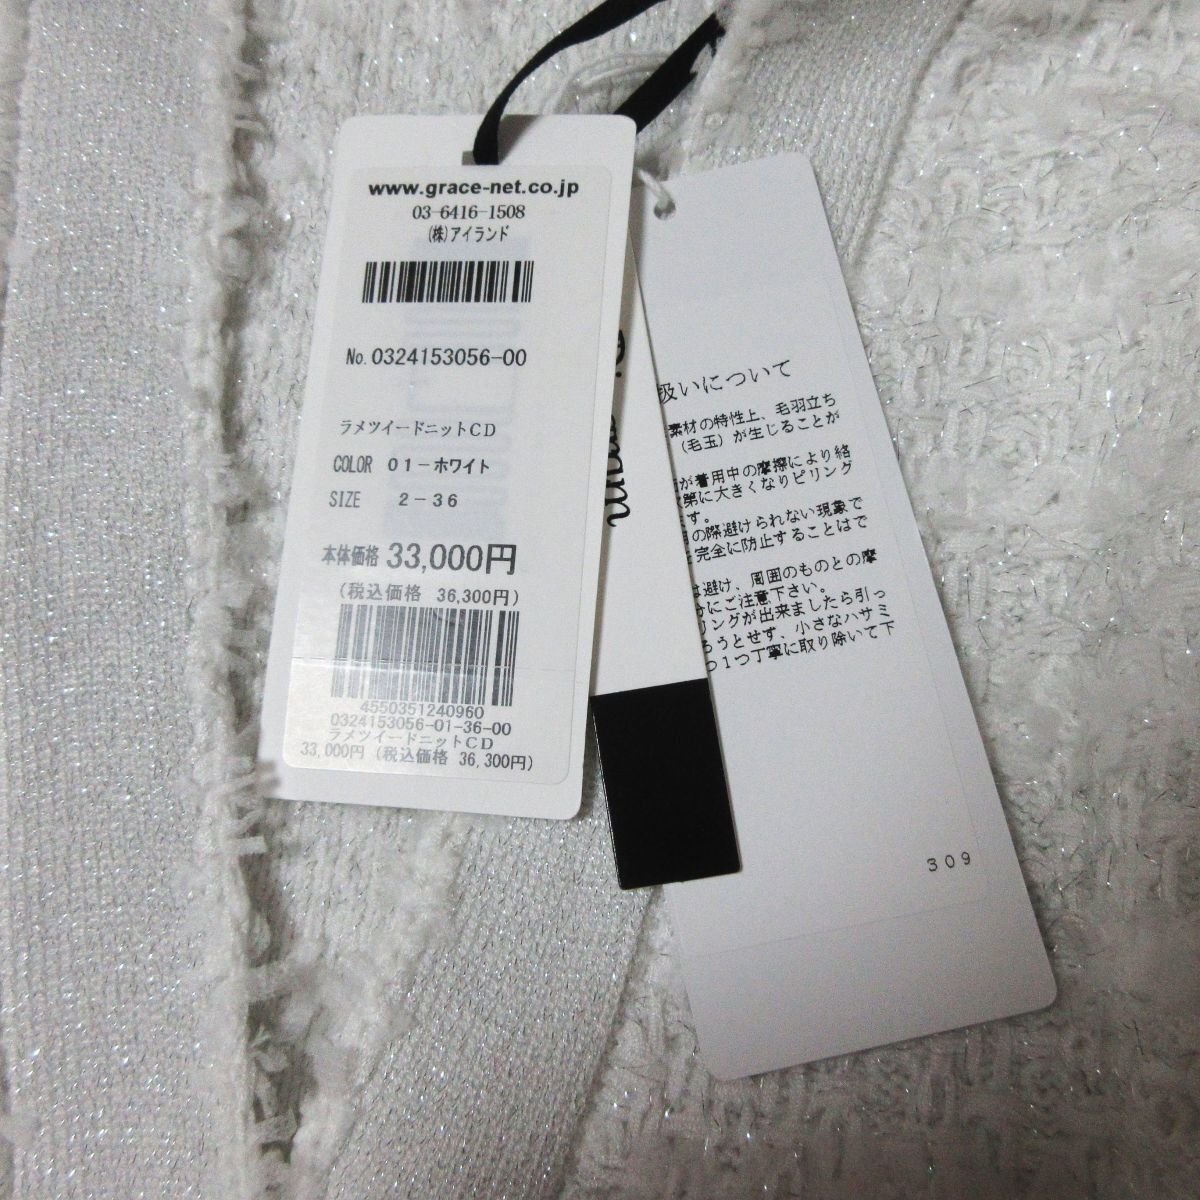 www.grace-net.co.jp
03-6416-1508
(株)アイランド
No. 0324153056-00
ラメツイードニットCD
COLOR 01-ホワイト
SIZE 2-36
本体価格 33,000円
(税込価格 36,300円)
4550351240960
0324153056-01-36-00
ラメツイードニットCD
33,000円 (税込価格 36,300円)
扱いについて
素材の特性上、毛羽立ち
(毛玉)が生じることが
が着用中の摩擦により絡
第に大きくなりピリング
す。
の際避けられない現象で
完全に防止することはで
は避け、周囲のものとの摩
分にご注意下さい。
リングが出来ましたら引っ
ろうとせず、小さなハサミ
つ1つ丁寧に取り除いて下
309